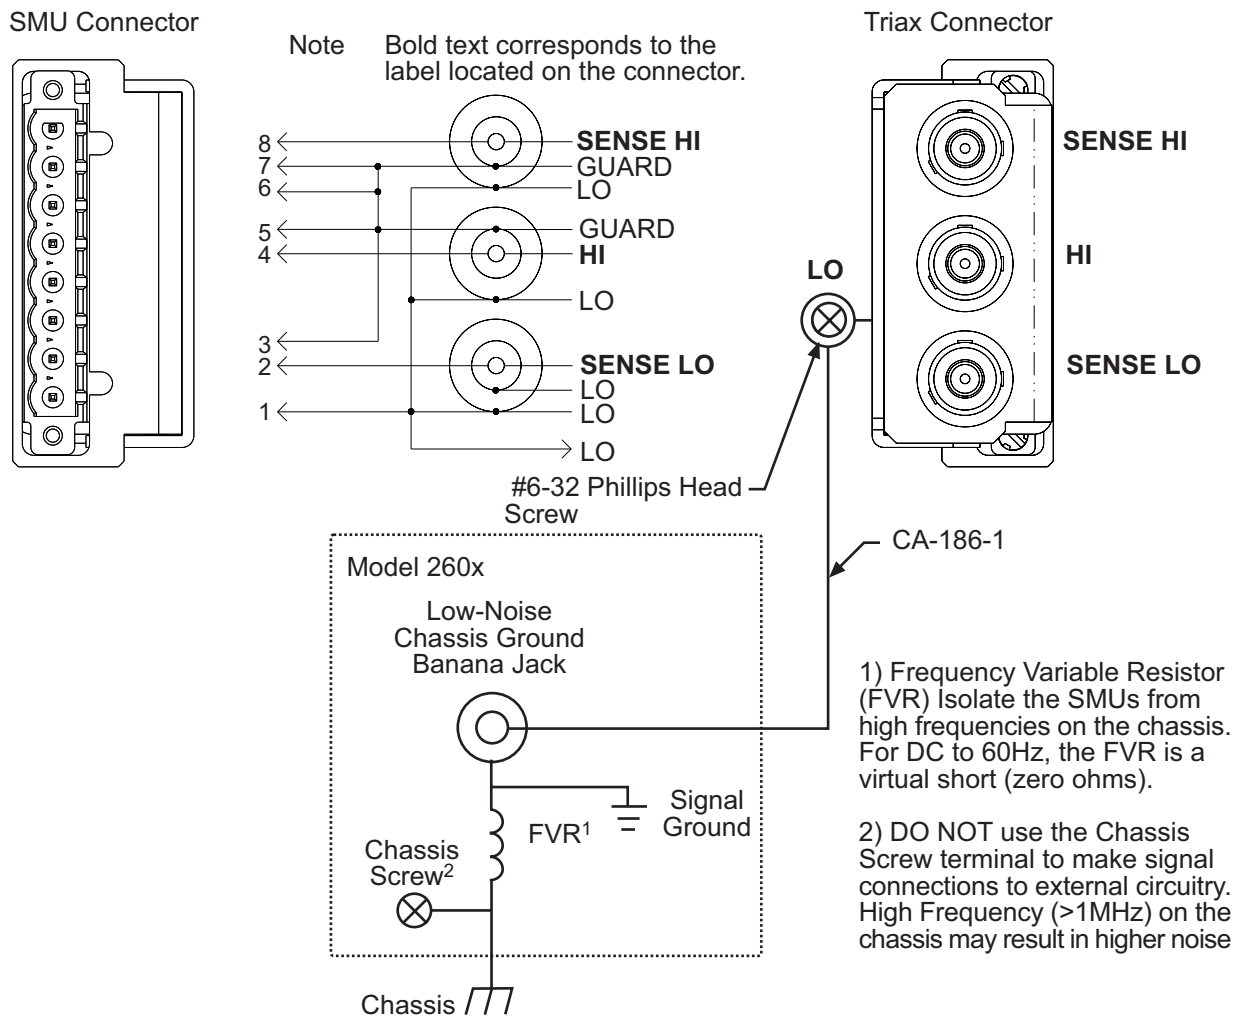 SMU Connector
Triax Connector
Note Bold text corresponds to the
label located on the connector.
8 SENSE HI
7 GUARD
6 LO
5 GUARD
4 HI
LO
3
2 SENSE LO
LO
1 LO
LO
SENSE HI
HI
LO
SENSE LO
#6-32 Phillips Head
Screw
CA-186-1
Model 260x
Low-Noise
Chassis Ground
Banana Jack
Signal
Ground
FVR1
Chassis
Screw2
Chassis
1) Frequency Variable Resistor
(FVR) Isolate the SMUs from
high frequencies on the chassis.
For DC to 60Hz, the FVR is a
virtual short (zero ohms).
2) DO NOT use the Chassis
Screw terminal to make signal
connections to external circuitry.
High Frequency (>1MHz) on the
chassis may result in higher noise